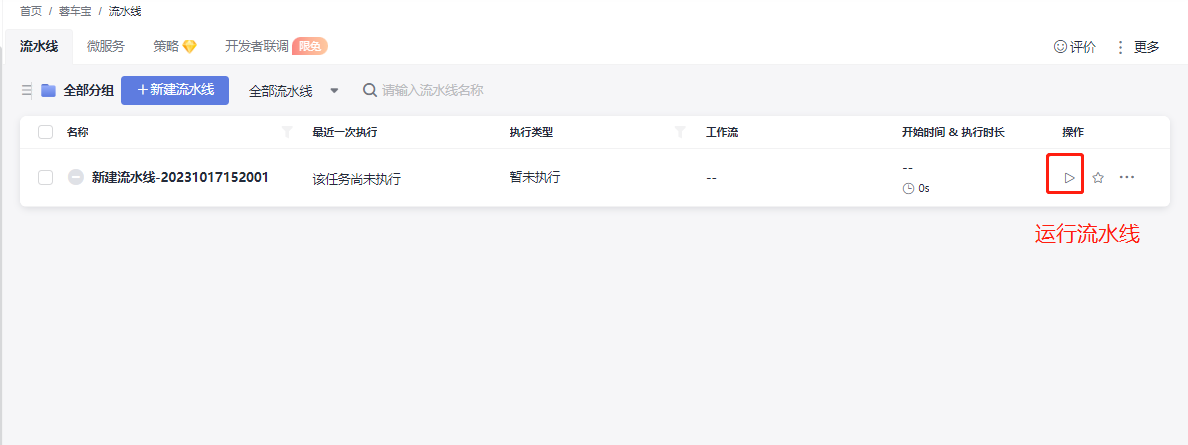 首页 / 蓉车宝 / 流水线
流水线 微服务 策略 开发者联调 限免 评价 更多
全部分组 +新建流水线 全部流水线 请输入流水线名称
名称 最近一次执行 执行类型 工作流 开始时间 & 执行时长 操作
新建流水线-20231017152001 该任务尚未执行 暂未执行 -- --
0s
运行流水线